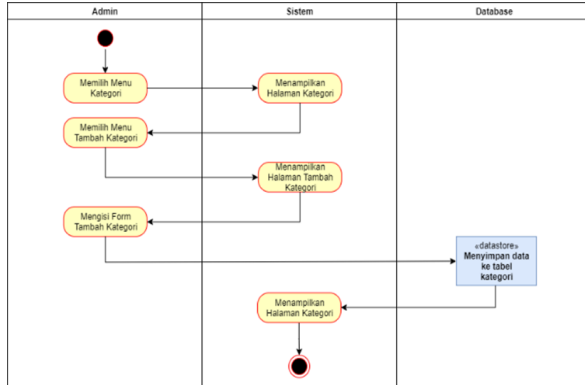 Admin
Sistem
Database
Memilih Menu
Kategori
Menampilkan
Halaman Kategori
Memilih Menu
Tambah Kategori
Menampilkan
Halaman Tambah
Kategori
Mengisi Form
Tambah Kategori
«datastore»
Menyimpan data
ke tabel
kategori
Menampilkan
Halaman Kategori